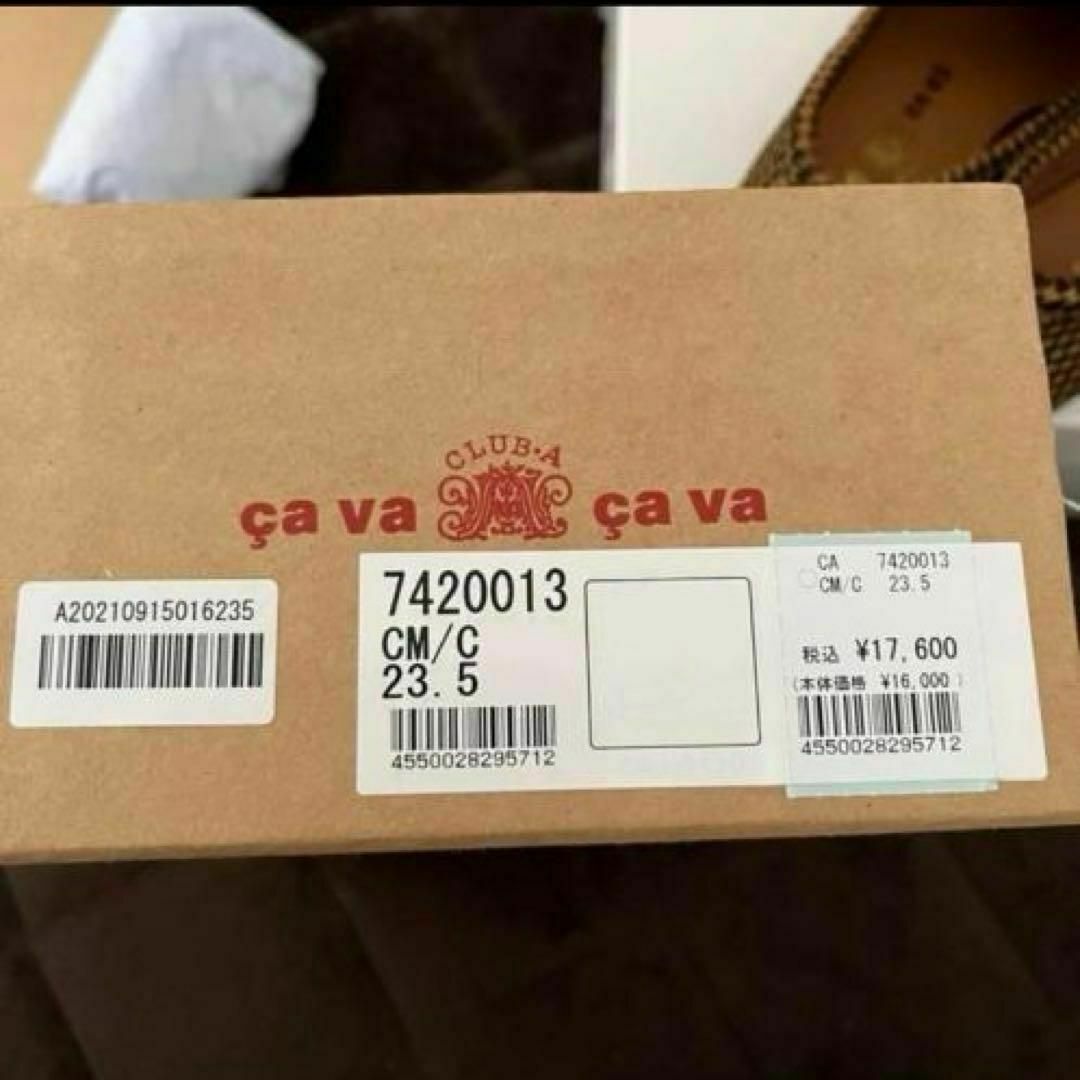 CLUB·A
ça va ça va
A20210915016235
7420013
CM/C
23.5
4550028295712
CA 7420013
CM/C 23.5
税込 ¥17,600
(本体価格 ¥16,000)
4550028295712